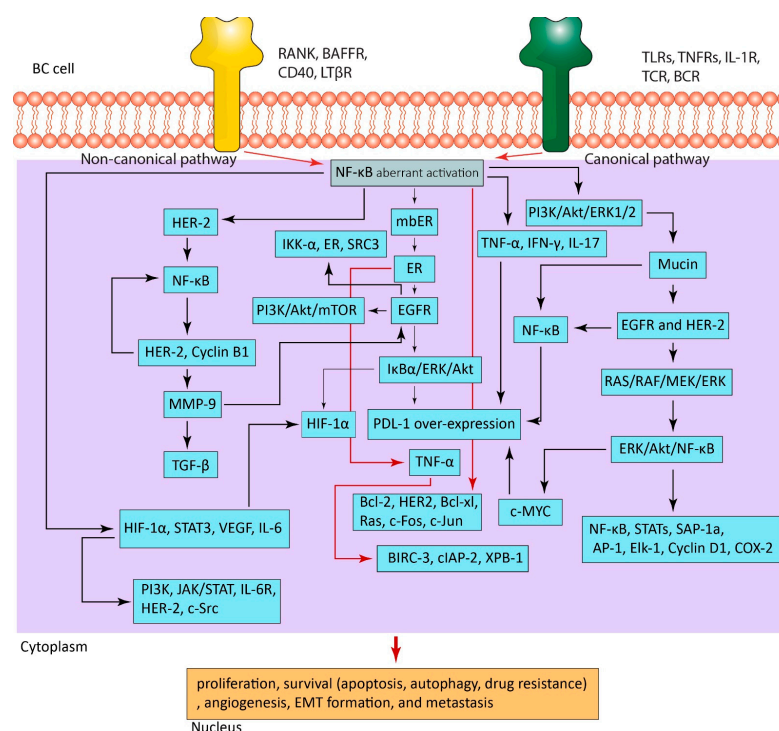 RANK, BAFFR,
CD40, LTβR
BC cell
TLRs, TNFRs, IL-1R,
TCR, BCR
Non-canonical pathway
Canonical pathway
NF-κB aberrant activation
HER-2
mbER
PI3K/Akt/ERK1/2
IKK-α, ER, SRC3
TNF-α, IFN-γ, IL-17
ER
Mucin
NF-κB
PI3K/Akt/mTOR
EGFR
NF-κB
EGFR and HER-2
HER-2, Cyclin B1
IκBα/ERK/Akt
RAS/RAF/MEK/ERK
MMP-9
HIF-1α
PDL-1 over-expression
TGF-β
TNF-α
ERK/Akt/NF-κB
Bcl-2, HER2, Bcl-xl,
Ras, c-Fos, c-Jun
c-MYC
HIF-1α, STAT3, VEGF, IL-6
NF-κB, STATs, SAP-1a,
AP-1, Elk-1, Cyclin D1, COX-2
BIRC-3, cIAP-2, XPB-1
PI3K, JAK/STAT, IL-6R,
HER-2, c-Src
Cytoplasm
proliferation, survival (apoptosis, autophagy, drug resistance)
, angiogenesis, EMT formation, and metastasis
Nucleus